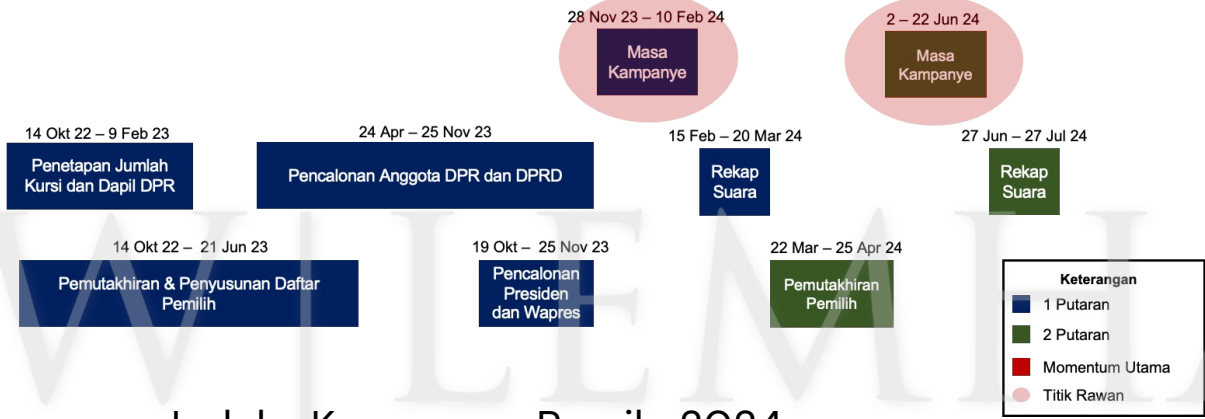 28 Nov 23 – 10 Feb 24
Masa
Kampanye
2 – 22 Jun 24
Masa
Kampanye
14 Okt 22 – 9 Feb 23
Penetapan Jumlah
Kursi dan Dapil DPR
24 Apr – 25 Nov 23
Pencalonan Anggota DPR dan DPRD
15 Feb – 20 Mar 24
Rekap
Suara
27 Jun – 27 Jul 24
Rekap
Suara
14 Okt 22 – 21 Jun 23
Pemutakhiran & Penyusunan Daftar
Pemilih
19 Okt – 25 Nov 23
Pencalonan
Presiden
dan Wapres
22 Mar – 25 Apr 24
Pemutakhiran
Pemilih
Keterangan
1 Putaran
2 Putaran
Momentum Utama
Titik Rawan